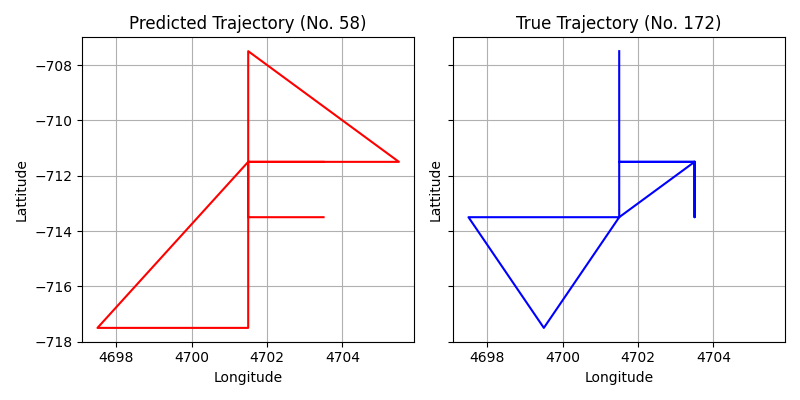 Predicted Trajectory (No. 58)
True Trajectory (No. 172)
Lattitude
−708
−710
−712
−714
−716
−718
4698
4700
4702
4704
Longitude
Lattitude
4698
4700
4702
4704
Longitude